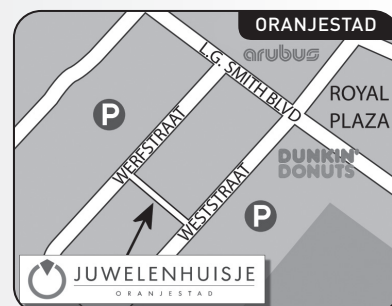 ORANJESTAD
arubus
L.G. SMITH BLVD
ROYAL
PLAZA
P
WERFSTRAAT
DUNKIN'
DONUTS
WESTSTRAAT
P
JUWELENHUISJE
ORANJESTAD